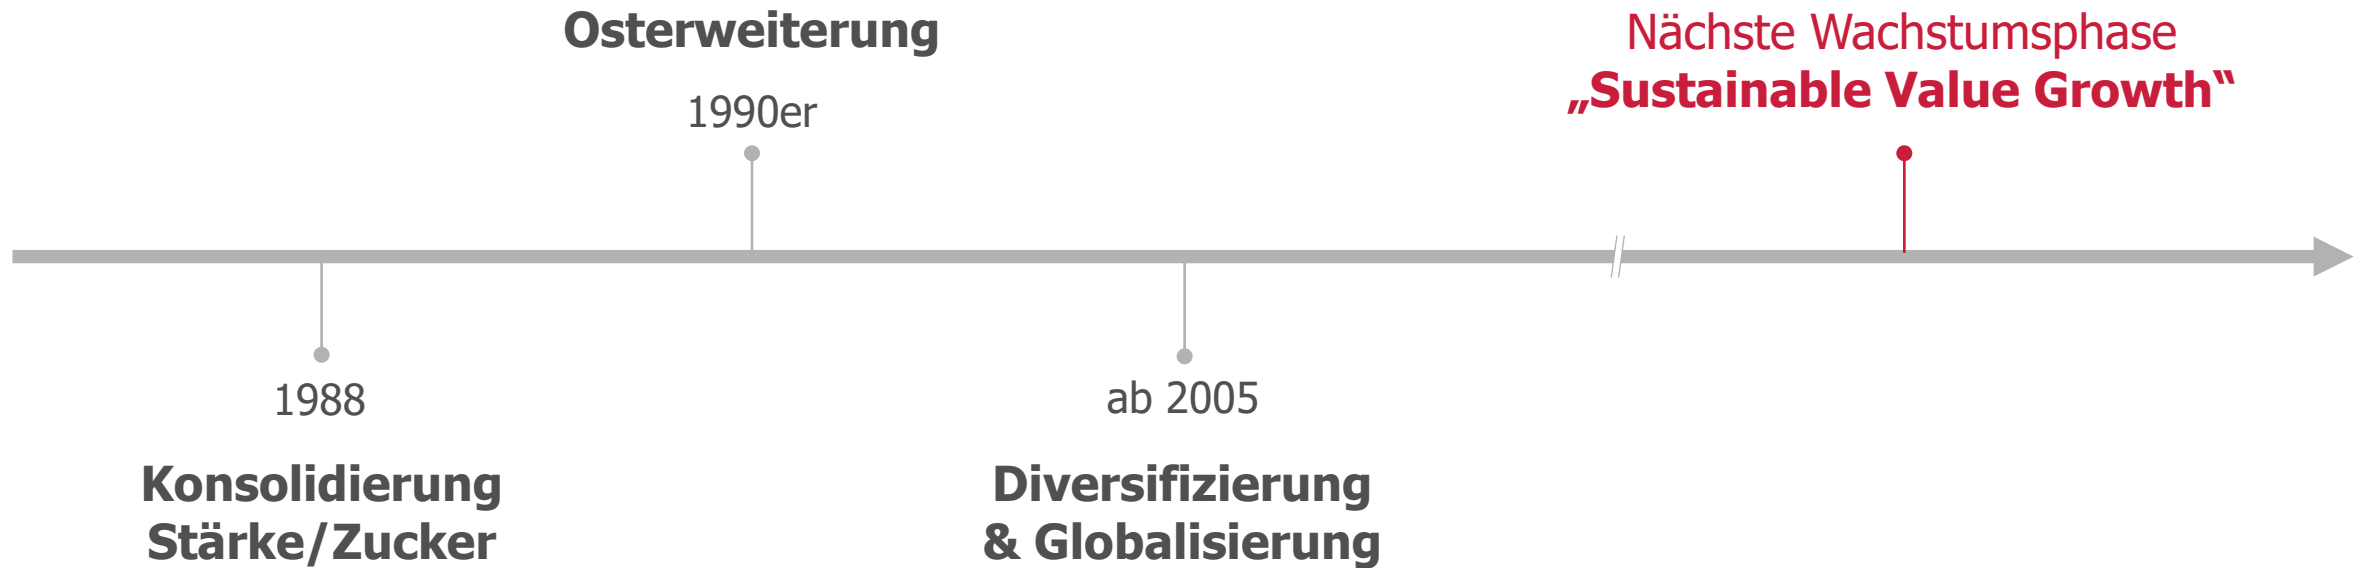 Osterweiterung
1990er
Nächste Wachstumsphase
„Sustainable Value Growth“
1988
Konsolidierung
Stärke/Zucker
ab 2005
Diversifizierung
& Globalisierung